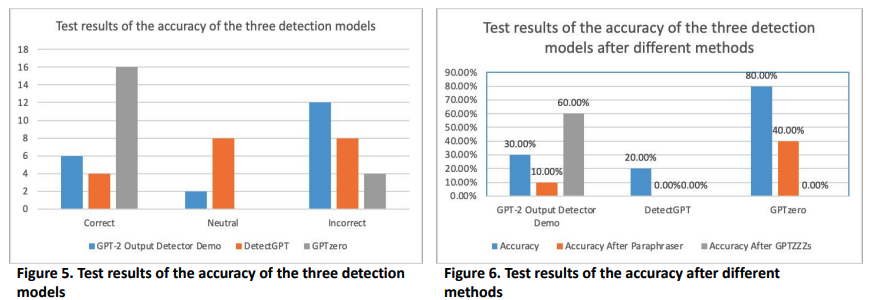 Test results of the accuracy of the three detection models
18
16
14
12
10
8
6
4
2
0
Correct
Neutral
Incorrect
GPT-2 Output Detector Demo
DetectGPT
GPTzero
Figure 5. Test results of the accuracy of the three detection
models
Test results of the accuracy of the three detection
models after different methods
90.00%
80.00%
70.00%
60.00%
50.00%
40.00%
30.00%
20.00%
10.00%
0.00%
30.00%
10.00%
60.00%
20.00%
0.00%
0.00%
80.00%
40.00%
0.00%
GPT-2 Output Detector
Demo
DetectGPT
GPTzero
Accuracy
Accuracy After Paraphraser
Accuracy After GPTZZZs
Figure 6. Test results of the accuracy after different
methods